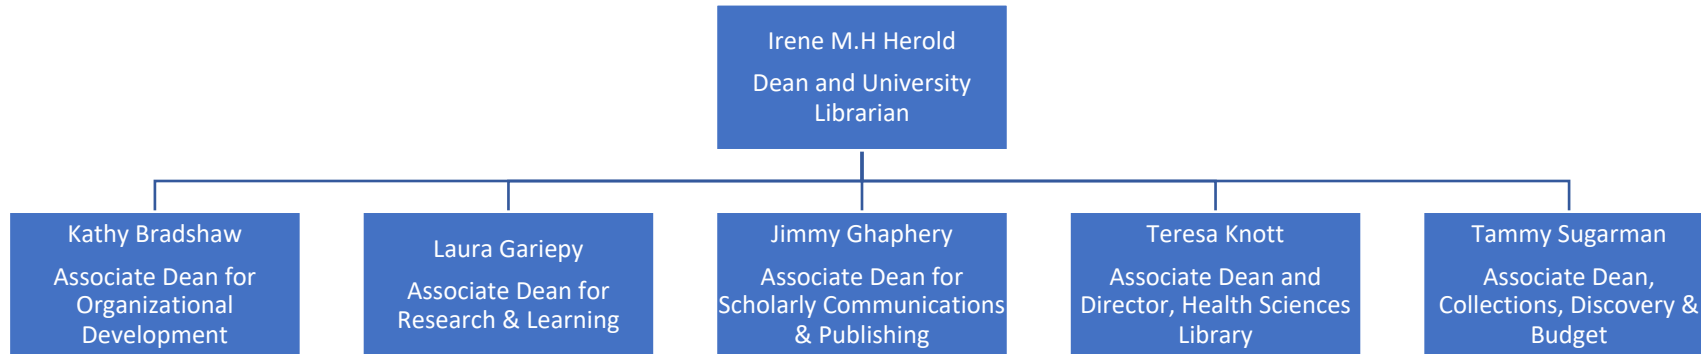 Irene M.H Herold
Dean and University
Librarian
Kathy Bradshaw
Associate Dean for
Organizational
Development
Laura Gariepy
Associate Dean for
Research & Learning
Jimmy Ghaphery
Associate Dean for
Scholarly Communications
& Publishing
Teresa Knott
Associate Dean and
Director, Health Sciences
Library
Tammy Sugarman
Associate Dean,
Collections, Discovery &
Budget